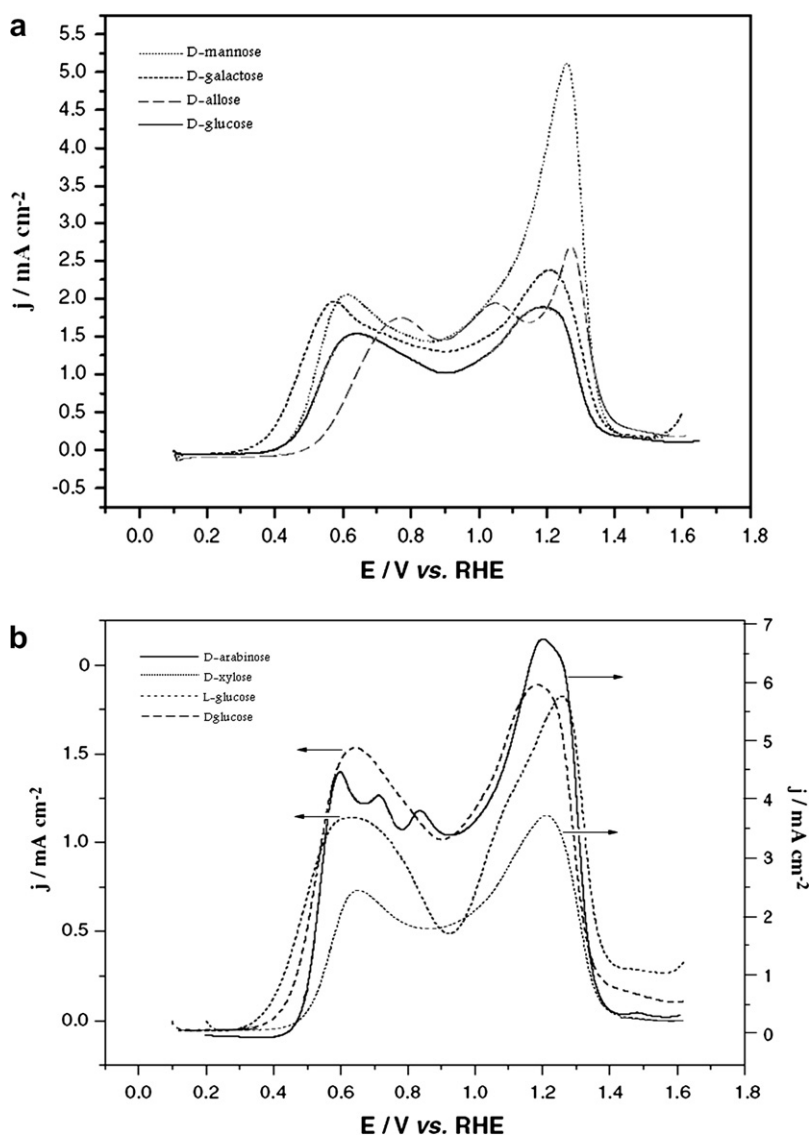 a
5.5
5.0
4.5
4.0
3.5
3.0
2.5
2.0
1.5
1.0
0.5
0.0
-0.5
j / mA cm-2
D-mannose
D-galactose
D-allose
D-glucose
0.0 0.2 0.4 0.6 0.8 1.0 1.2 1.4 1.6 1.8
E / V vs. RHE
b
0
1.5
1.0
0.5
0.0
j / mA cm-2
D-arabinose
D-xylose
L-glucose
Dglucose
7
6
5
4
3
2
1
0
j / mA cm-2
0.0 0.2 0.4 0.6 0.8 1.0 1.2 1.4 1.6 1.8
E / V vs. RHE